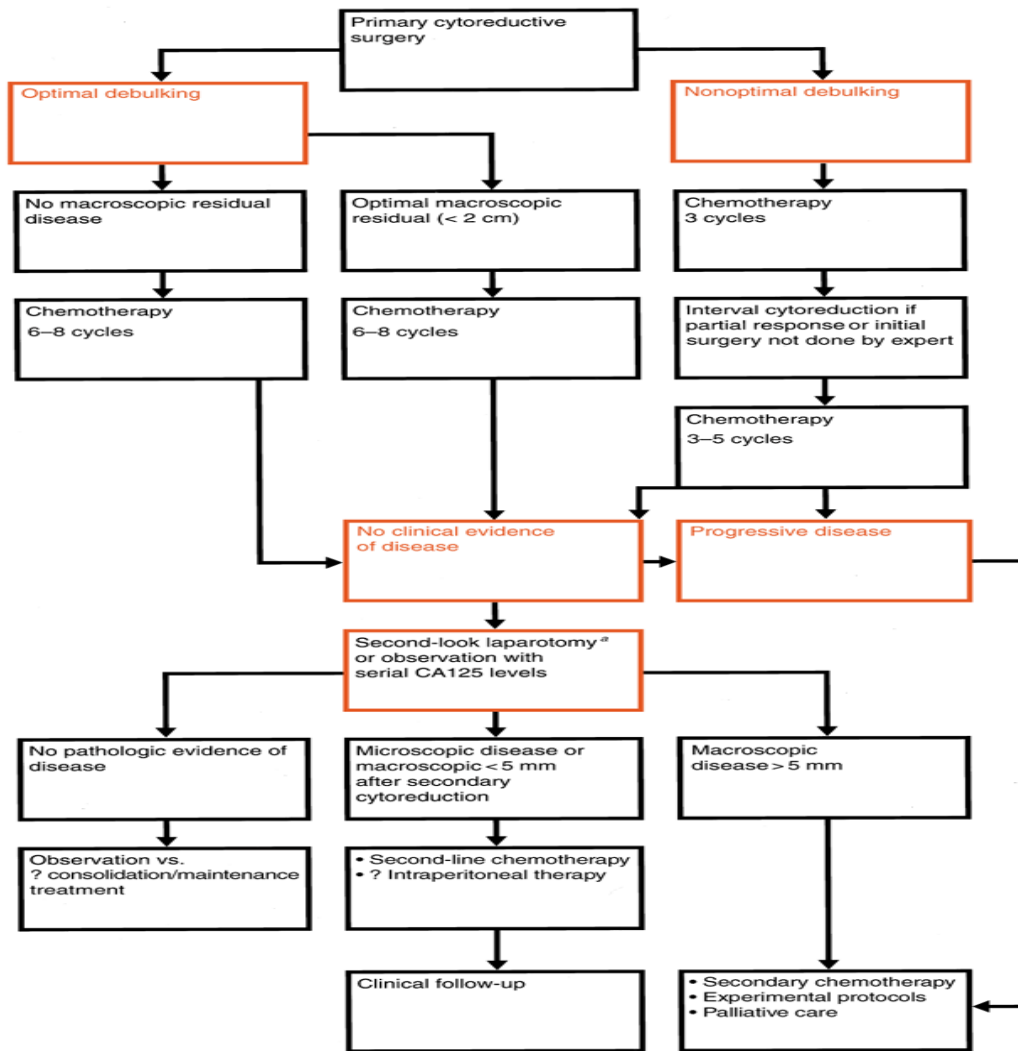 Primary cytoreductive
surgery
Optimal debulking
Nonoptimal debulking
No macroscopic residual
disease
Optimal macroscopic
residual (< 2 cm)
Chemotherapy
3 cycles
Chemotherapy
6–8 cycles
Chemotherapy
6–8 cycles
Interval cytoreduction if
partial response or initial
surgery not done by expert
Chemotherapy
3–5 cycles
No clinical evidence
of disease
Progressive disease
Second-look laparotomy a
or observation with
serial CA125 levels
No pathologic evidence of
disease
Microscopic disease or
macroscopic < 5 mm
after secondary
cytoreduction
Macroscopic
disease > 5 mm
Observation vs.
? consolidation/maintenance
treatment
• Second-line chemotherapy
• ? Intraperitoneal therapy
Clinical follow-up
• Secondary chemotherapy
• Experimental protocols
• Palliative care